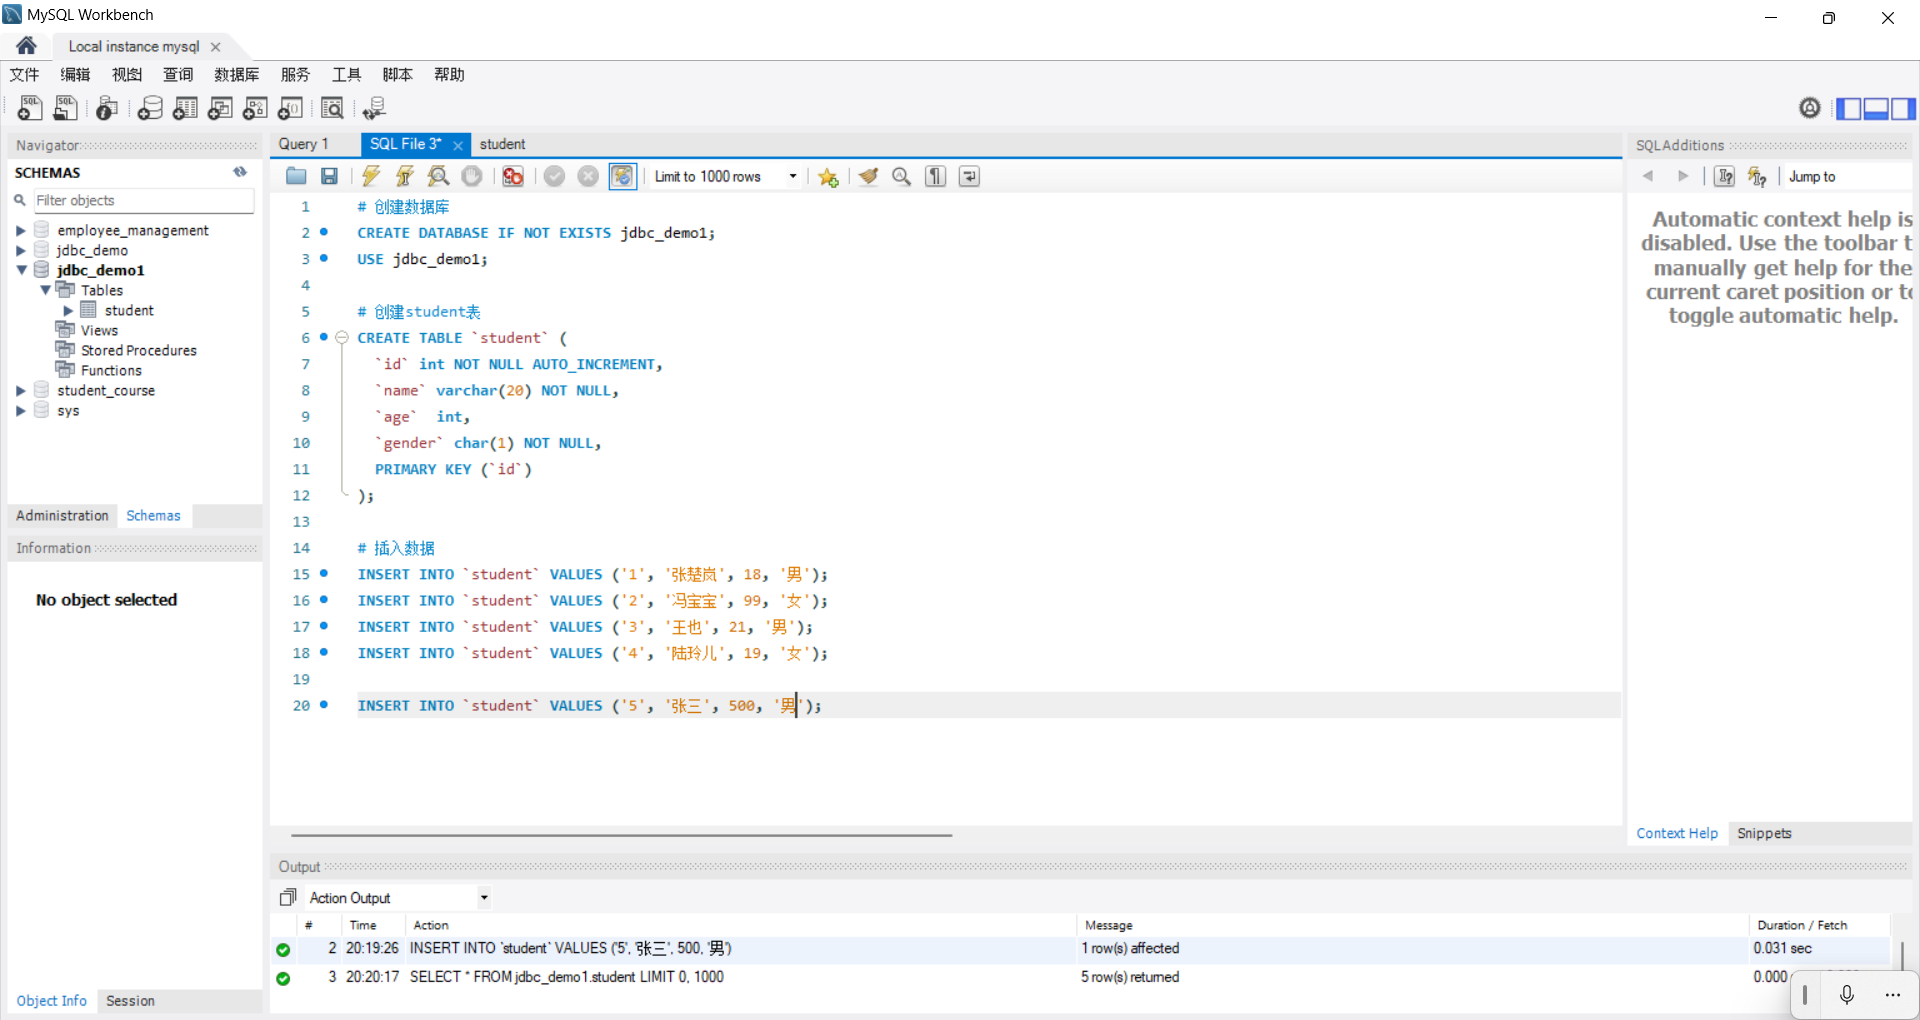 MySQL Workbench
Local instance mysql
文件 编辑 视图 查询 数据库 服务 工具 脚本 帮助
Navigator
SCHEMAS
Filter objects
employee_management
jdbc_demo
jdbc_demo1
Tables
student
Views
Stored Procedures
Functions
student_course
sys
Administration Schemas
Information
No object selected
Object Info Session
Query 1 SQL File 3* student
Limit to 1000 rows
1 # 创建数据库
2 CREATE DATABASE IF NOT EXISTS jdbc_demo1;
3 USE jdbc_demo1;
4
5 # 创建student表
6 CREATE TABLE `student` (
7 `id` int NOT NULL AUTO_INCREMENT,
8 `name` varchar(20) NOT NULL,
9 `age` int,
10 `gender` char(1) NOT NULL,
11 PRIMARY KEY (`id`)
12 );
13
14 # 插入数据
15 INSERT INTO `student` VALUES ('1', '张楚岚', 18, '男');
16 INSERT INTO `student` VALUES ('2', '冯宝宝', 99, '女');
17 INSERT INTO `student` VALUES ('3', '王也', 21, '男');
18 INSERT INTO `student` VALUES ('4', '陆玲儿', 19, '女');
19
20 INSERT INTO `student` VALUES ('5', '张三', 500, '男');
SQLAdditions
Jump to
Automatic context help is
disabled. Use the toolbar t
manually get help for the
current caret position or to
toggle automatic help.
Context Help Snippets
Output
Action Output
# Time Action Message Duration / Fetch
2 20:19:26 INSERT INTO `student` VALUES ('5', '张三', 500, '男') 1 row(s) affected 0.031 sec
3 20:20:17 SELECT * FROM jdbc_demo1.student LIMIT 0, 1000 5 row(s) returned 0.000